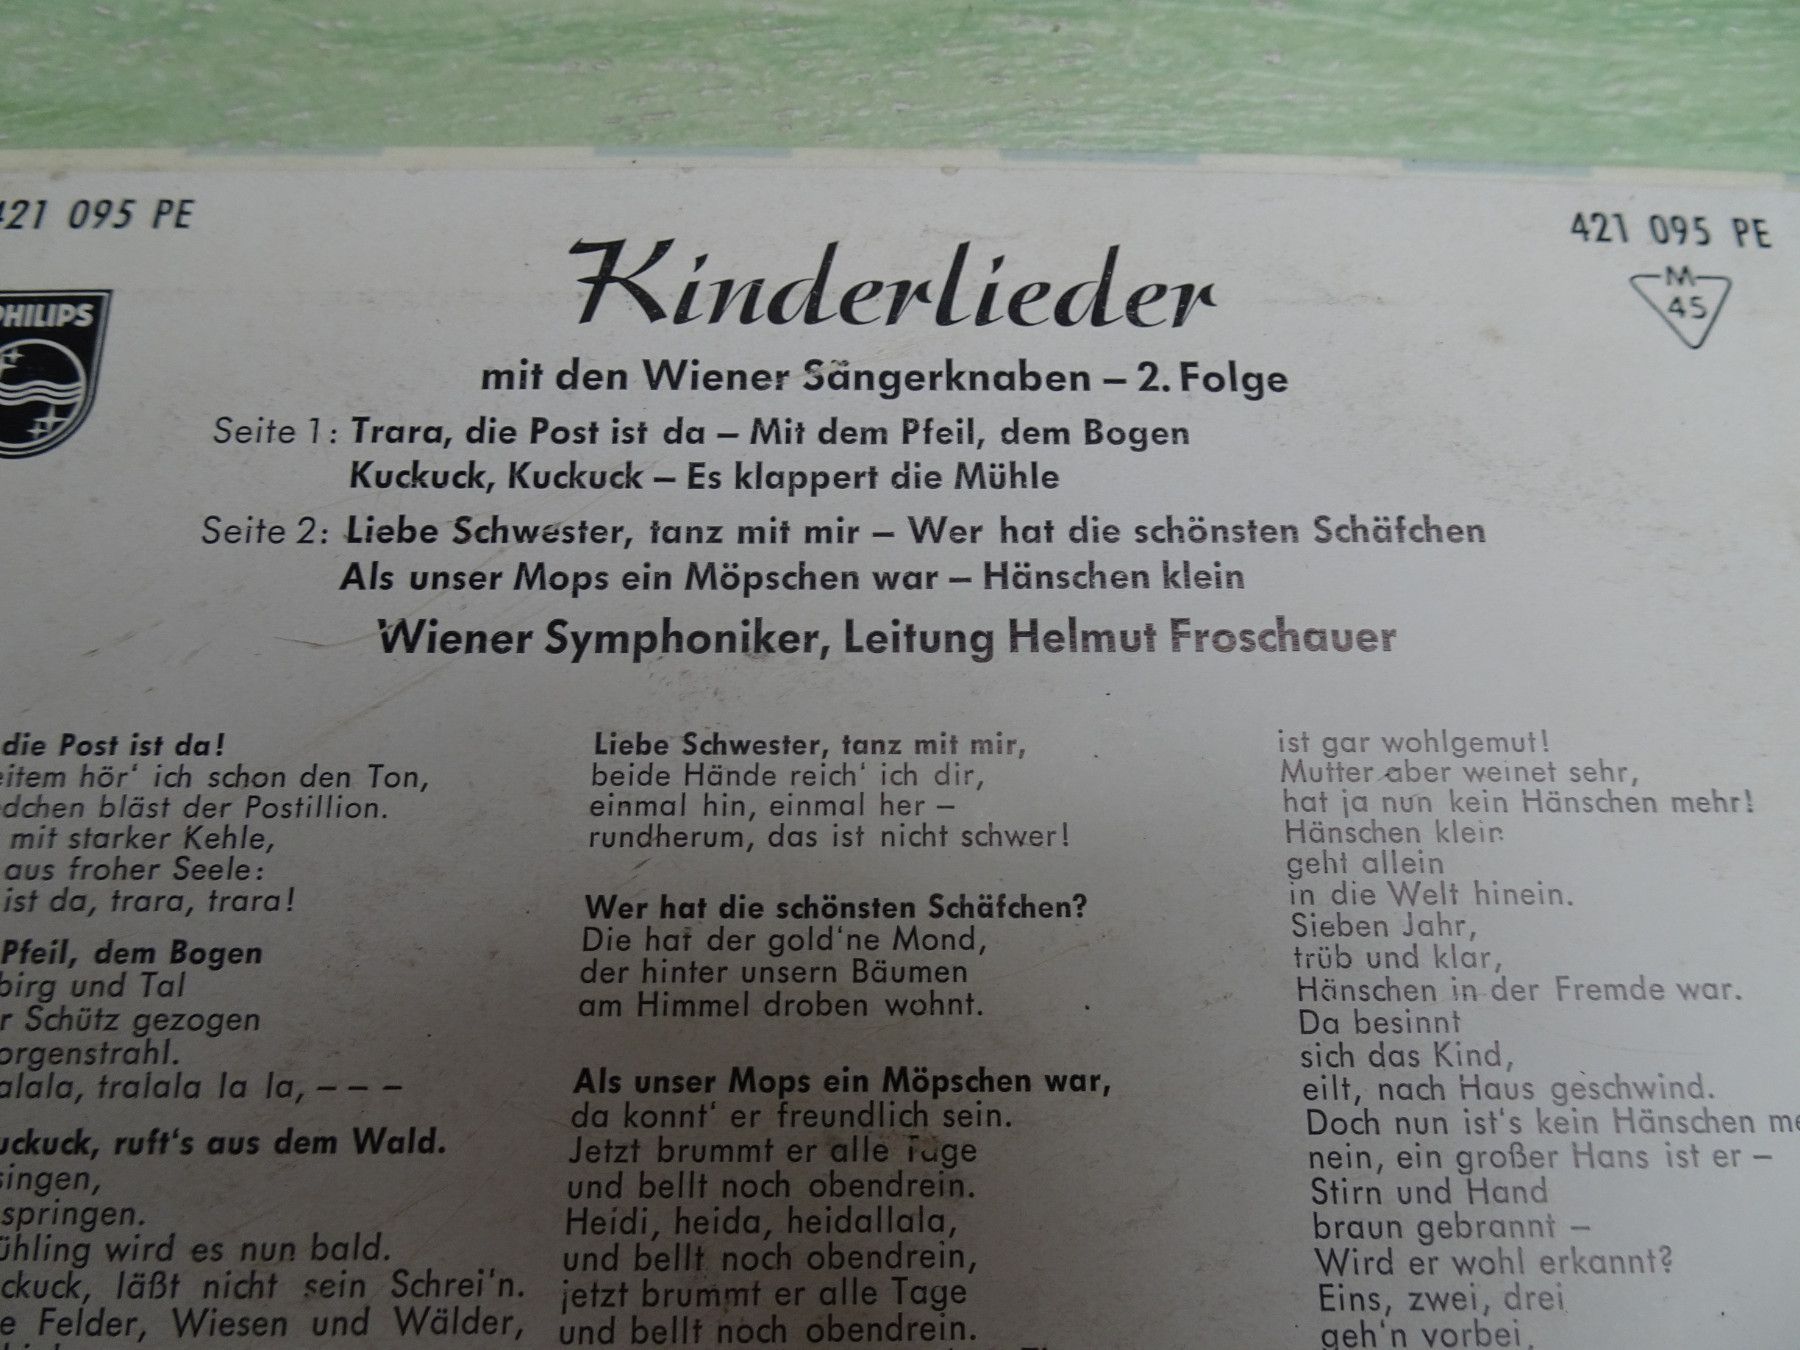 421 095 PE
421 095 PE
M
45
PHILIPS
Kinderlieder
mit den Wiener Sängerknaben – 2. Folge
Seite 1: Trara, die Post ist da – Mit dem Pfeil, dem Bogen
Kuckuck, Kuckuck – Es klappert die Mühle
Seite 2: Liebe Schwester, tanz mit mir – Wer hat die schönsten Schäfchen
Als unser Mops ein Möpschen war – Hänschen klein
Wiener Symphoniker, Leitung Helmut Froschauer
die Post ist da!
hör' ich schon den Ton,
bläst der Postillion.
mit starker Kehle,
aus froher Seele:
ist da, trara, trara!
Pfeil, dem Bogen
und Tal
Schütz gezogen
tralala la la, – – –
ruft's aus dem Wald.
singen,
springen.
wird es nun bald.
läßt nicht sein Schrei'n.
Felder, Wiesen und Wälder,
Liebe Schwester, tanz mit mir,
beide Hände reich' ich dir,
einmal hin, einmal her –
rundherum, das ist nicht schwer!
Wer hat die schönsten Schäfchen?
Die hat der gold'ne Mond,
der hinter unsern Bäumen
am Himmel droben wohnt.
Als unser Mops ein Möpschen war,
da konnt' er freundlich sein.
Jetzt brummt er alle Tage
und bellt noch obendrein.
Heidi, heida, heidallala,
und bellt noch obendrein,
jetzt brummt er alle Tage
und bellt noch obendrein.
ist gar wohlgemut!
Mutter aber weinet sehr,
hat ja nun kein Hänschen mehr!
Hänschen klein
geht allein
in die Welt hinein.
Sieben Jahr,
trüb und klar,
Hänschen in der Fremde war.
Da besinnt
sich das Kind,
eilt, nach Haus geschwind.
Doch nun ist's kein Hänschen
nein, ein großer Hans ist er –
Stirn und Hand
braun gebrannt –
Wird er wohl erkannt?
Eins, zwei, drei
geh'n vorbei,